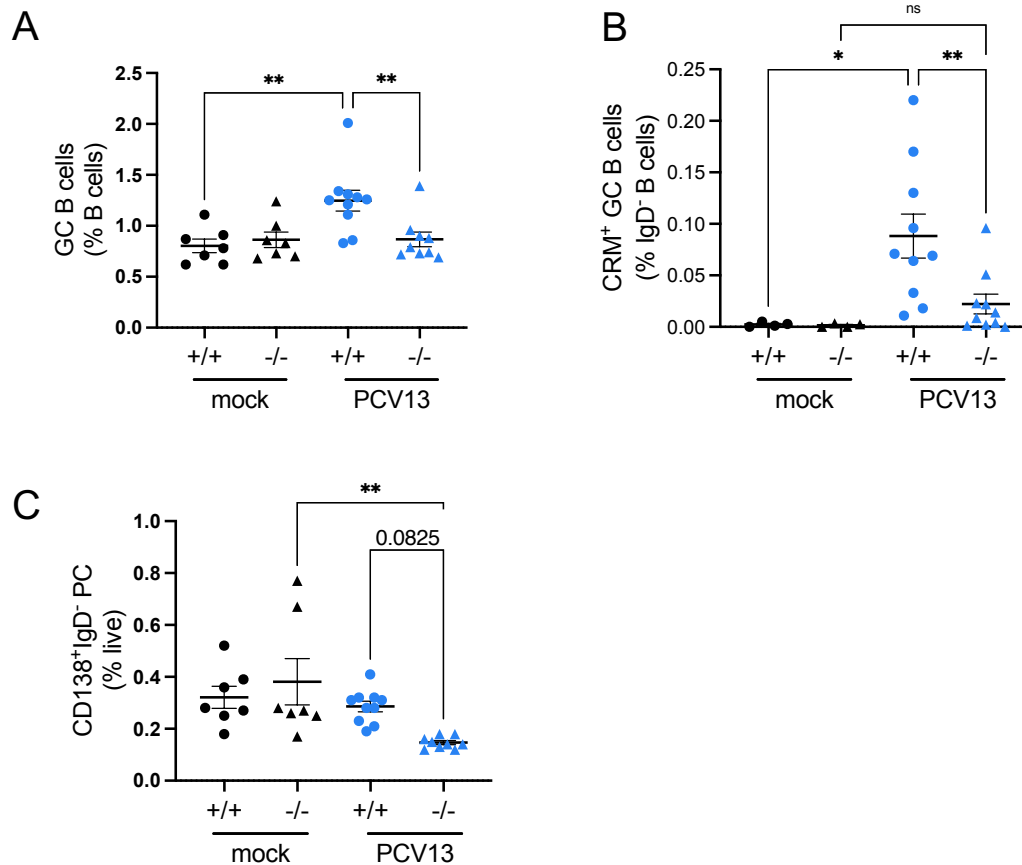 A
GC B cells
(% B cells)
2.5
2.0
1.5
1.0
0.5
0.0
**
**
+/+ -/- +/+ -/-
mock PCV13
B
CRM⁺ GC B cells
(% IgD⁻ B cells)
0.25
0.20
0.15
0.10
0.05
0.00
ns
*
**
+/+ -/- +/+ -/-
mock PCV13
C
CD138⁺IgD⁻ PC
(% live)
1.0
0.8
0.6
0.4
0.2
0.0
**
0.0825
+/+ -/- +/+ -/-
mock PCV13